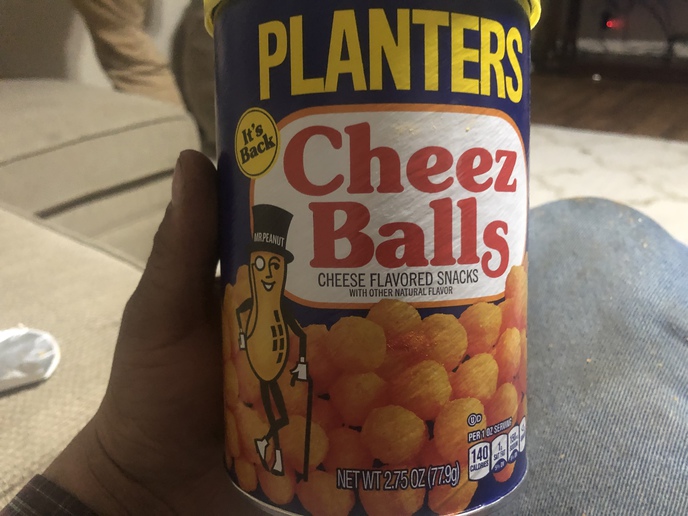 PLANTERS
It's
Back
Cheez
Balls
MR.PEANUT
CHEESE FLAVORED SNACKS
WITH OTHER NATURAL FLAVOR
PER 1 OZ SERVING
140
CALORIES
NET WT 2.75 OZ (77.9g)